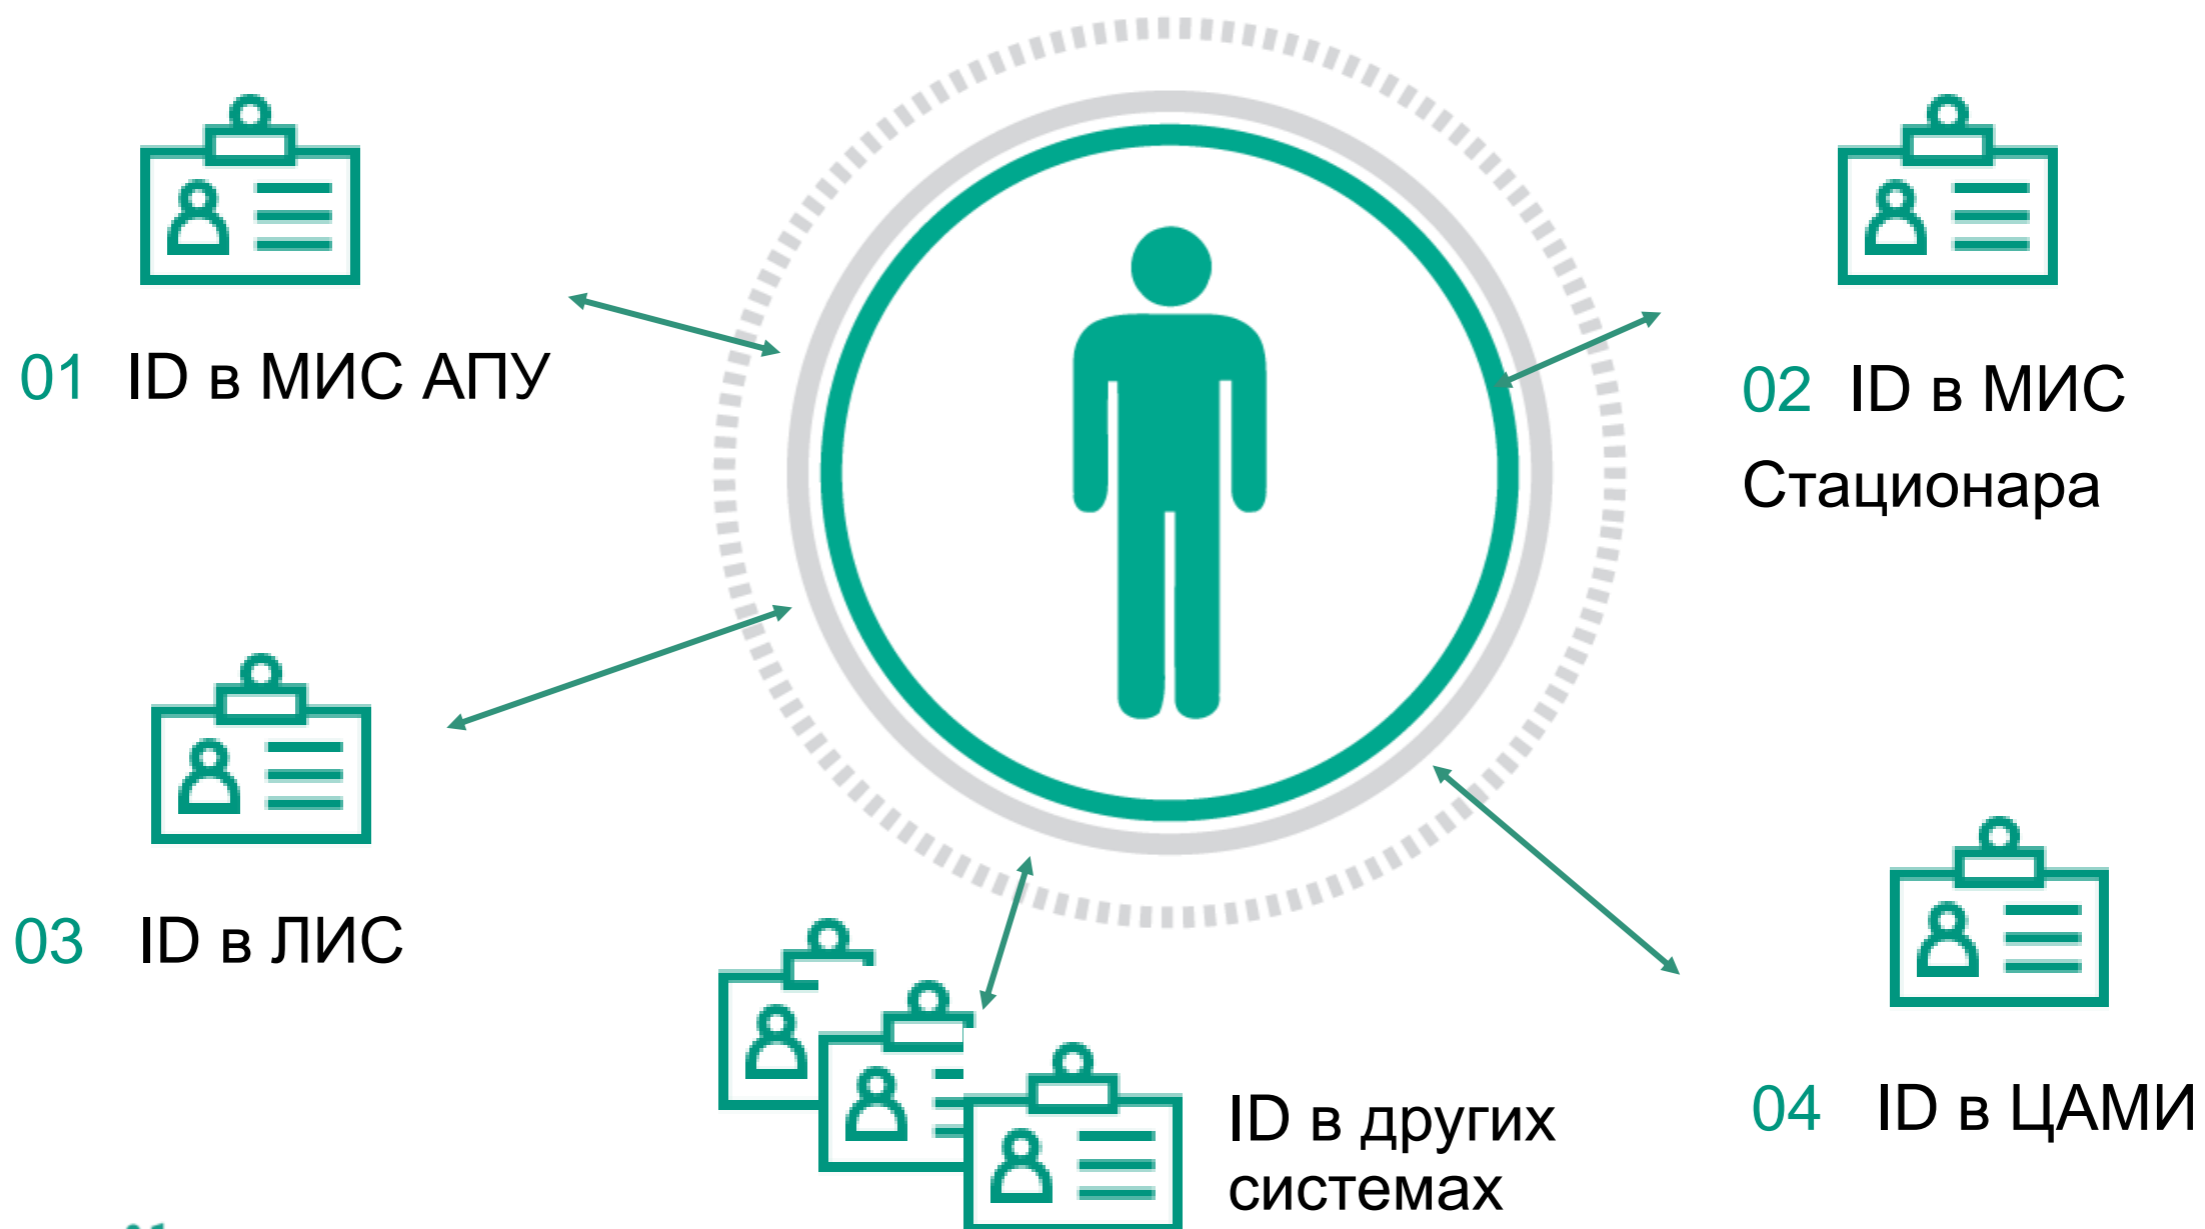 01 ID в МИС АПУ
02 ID в МИС
Стационара
03 ID в ЛИС
04 ID в ЦАМИ
ID в других
системах